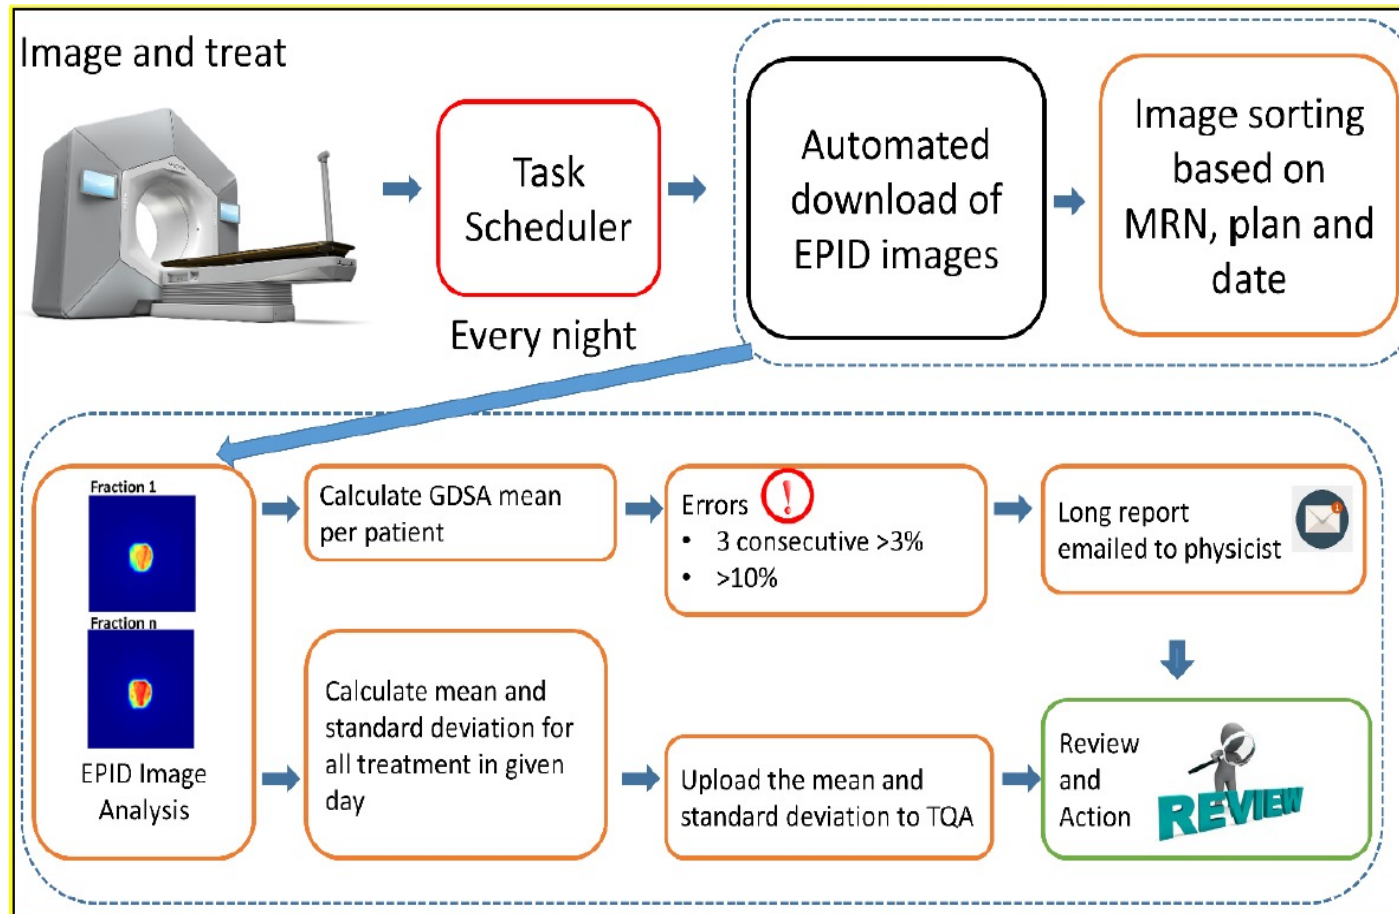 Image and treat
Task
Scheduler
Every night
Automated
download of
EPID images
Image sorting
based on
MRN, plan and
date
Fraction 1
Fraction n
EPID Image
Analysis
Calculate GDSA mean
per patient
Errors
!
• 3 consecutive >3%
• >10%
Long report
emailed to physicist
1
Calculate mean and
standard deviation for
all treatment in given
day
Upload the mean and
standard deviation to TQA
Review
and
Action
REVIEW